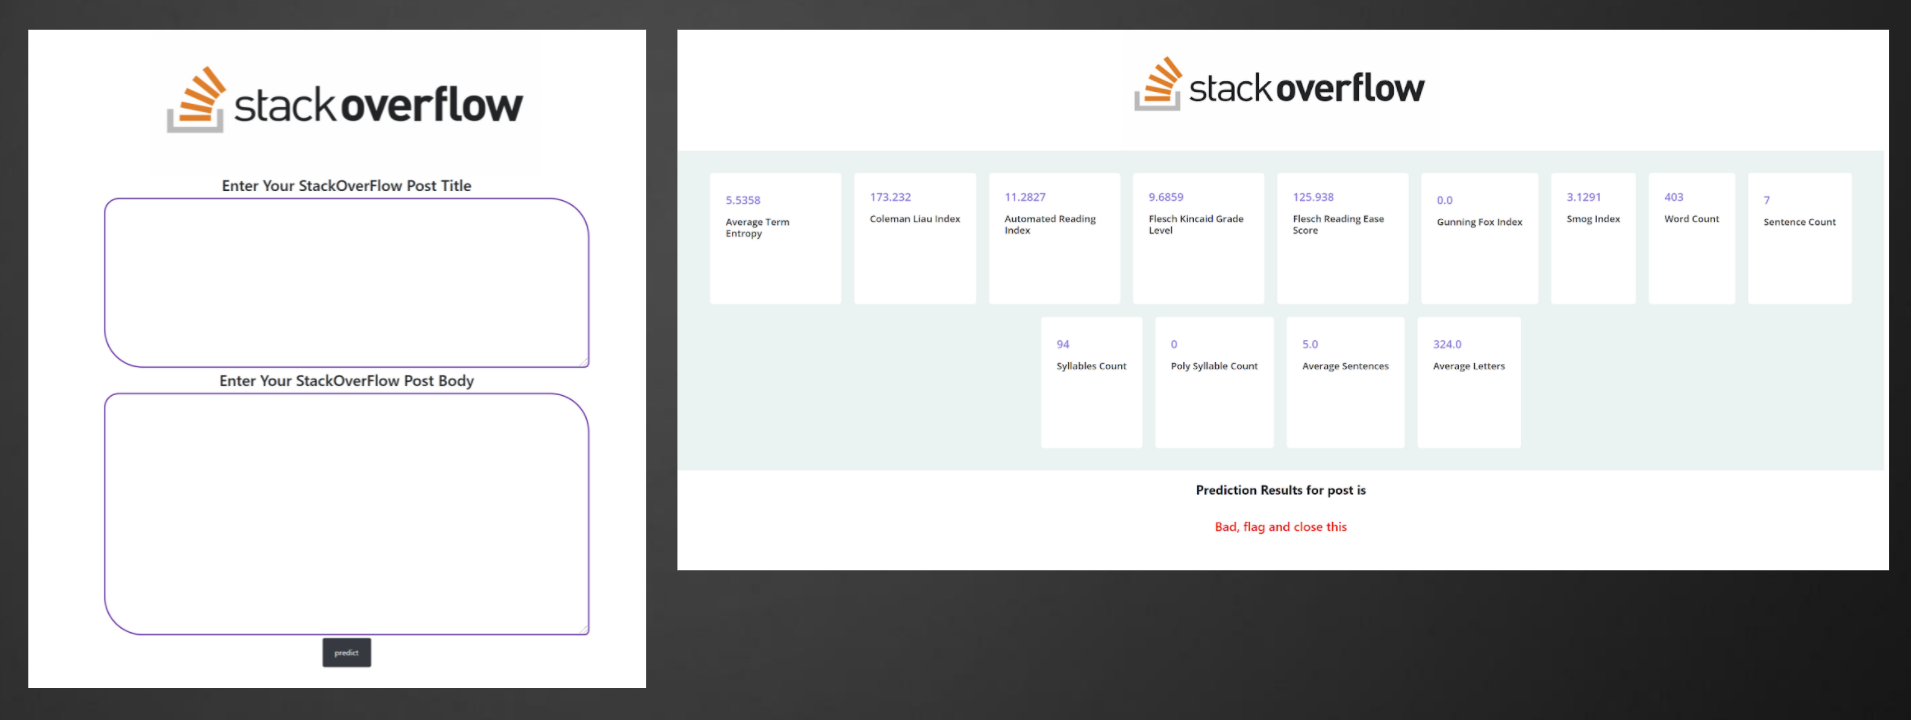 stackoverflow
Enter Your StackOverFlow Post Title
Enter Your StackOverFlow Post Body
predict
stackoverflow
5.5358
Average Term
Entropy
173.232
Coleman Liau Index
11.2827
Automated Reading
Index
9.6859
Flesch Kincaid Grade
Level
125.938
Flesch Reading Ease
Score
0.0
Gunning Fox Index
3.1291
Smog Index
403
Word Count
7
Sentence Count
94
Syllables Count
0
Poly Syllable Count
5.0
Average Sentences
324.0
Average Letters
Prediction Results for post is
Bad, flag and close this